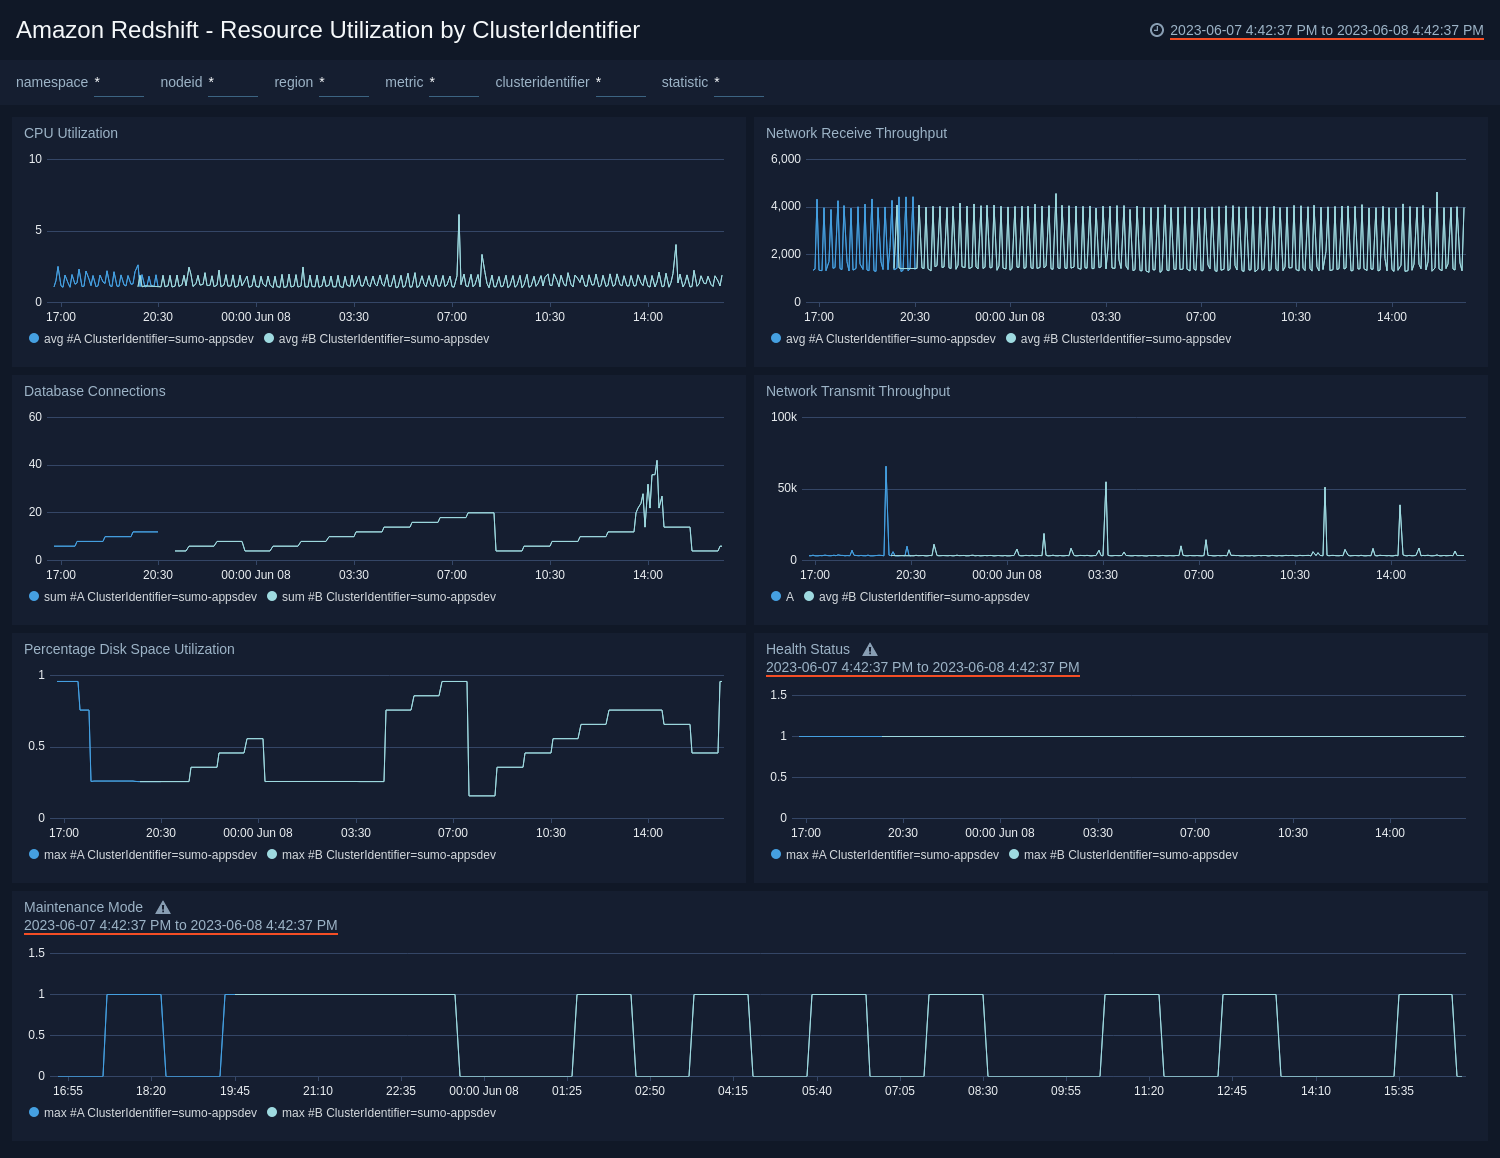 Amazon Redshift - Resource Utilization by ClusterIdentifier
2023-06-07 4:42:37 PM to 2023-06-08 4:42:37 PM
namespace * nodeid * region * metric * clusteridentifier * statistic *
CPU Utilization
10
5
0
17:00 20:30 00:00 Jun 08 03:30 07:00 10:30 14:00
avg #A ClusterIdentifier=sumo-appsdev avg #B ClusterIdentifier=sumo-appsdev
Network Receive Throughput
6,000
4,000
2,000
0
17:00 20:30 00:00 Jun 08 03:30 07:00 10:30 14:00
avg #A ClusterIdentifier=sumo-appsdev avg #B ClusterIdentifier=sumo-appsdev
Database Connections
60
40
20
0
17:00 20:30 00:00 Jun 08 03:30 07:00 10:30 14:00
sum #A ClusterIdentifier=sumo-appsdev sum #B ClusterIdentifier=sumo-appsdev
Network Transmit Throughput
100k
50k
0
17:00 20:30 00:00 Jun 08 03:30 07:00 10:30 14:00
A avg #B ClusterIdentifier=sumo-appsdev
Percentage Disk Space Utilization
1
0.5
0
17:00 20:30 00:00 Jun 08 03:30 07:00 10:30 14:00
max #A ClusterIdentifier=sumo-appsdev max #B ClusterIdentifier=sumo-appsdev
Health Status
2023-06-07 4:42:37 PM to 2023-06-08 4:42:37 PM
1.5
1
0.5
0
17:00 20:30 00:00 Jun 08 03:30 07:00 10:30 14:00
max #A ClusterIdentifier=sumo-appsdev max #B ClusterIdentifier=sumo-appsdev
Maintenance Mode
2023-06-07 4:42:37 PM to 2023-06-08 4:42:37 PM
1.5
1
0.5
0
16:55 18:20 19:45 21:10 22:35 00:00 Jun 08 01:25 02:50 04:15 05:40 07:05 08:30 09:55 11:20 12:45 14:10 15:35
max #A ClusterIdentifier=sumo-appsdev max #B ClusterIdentifier=sumo-appsdev